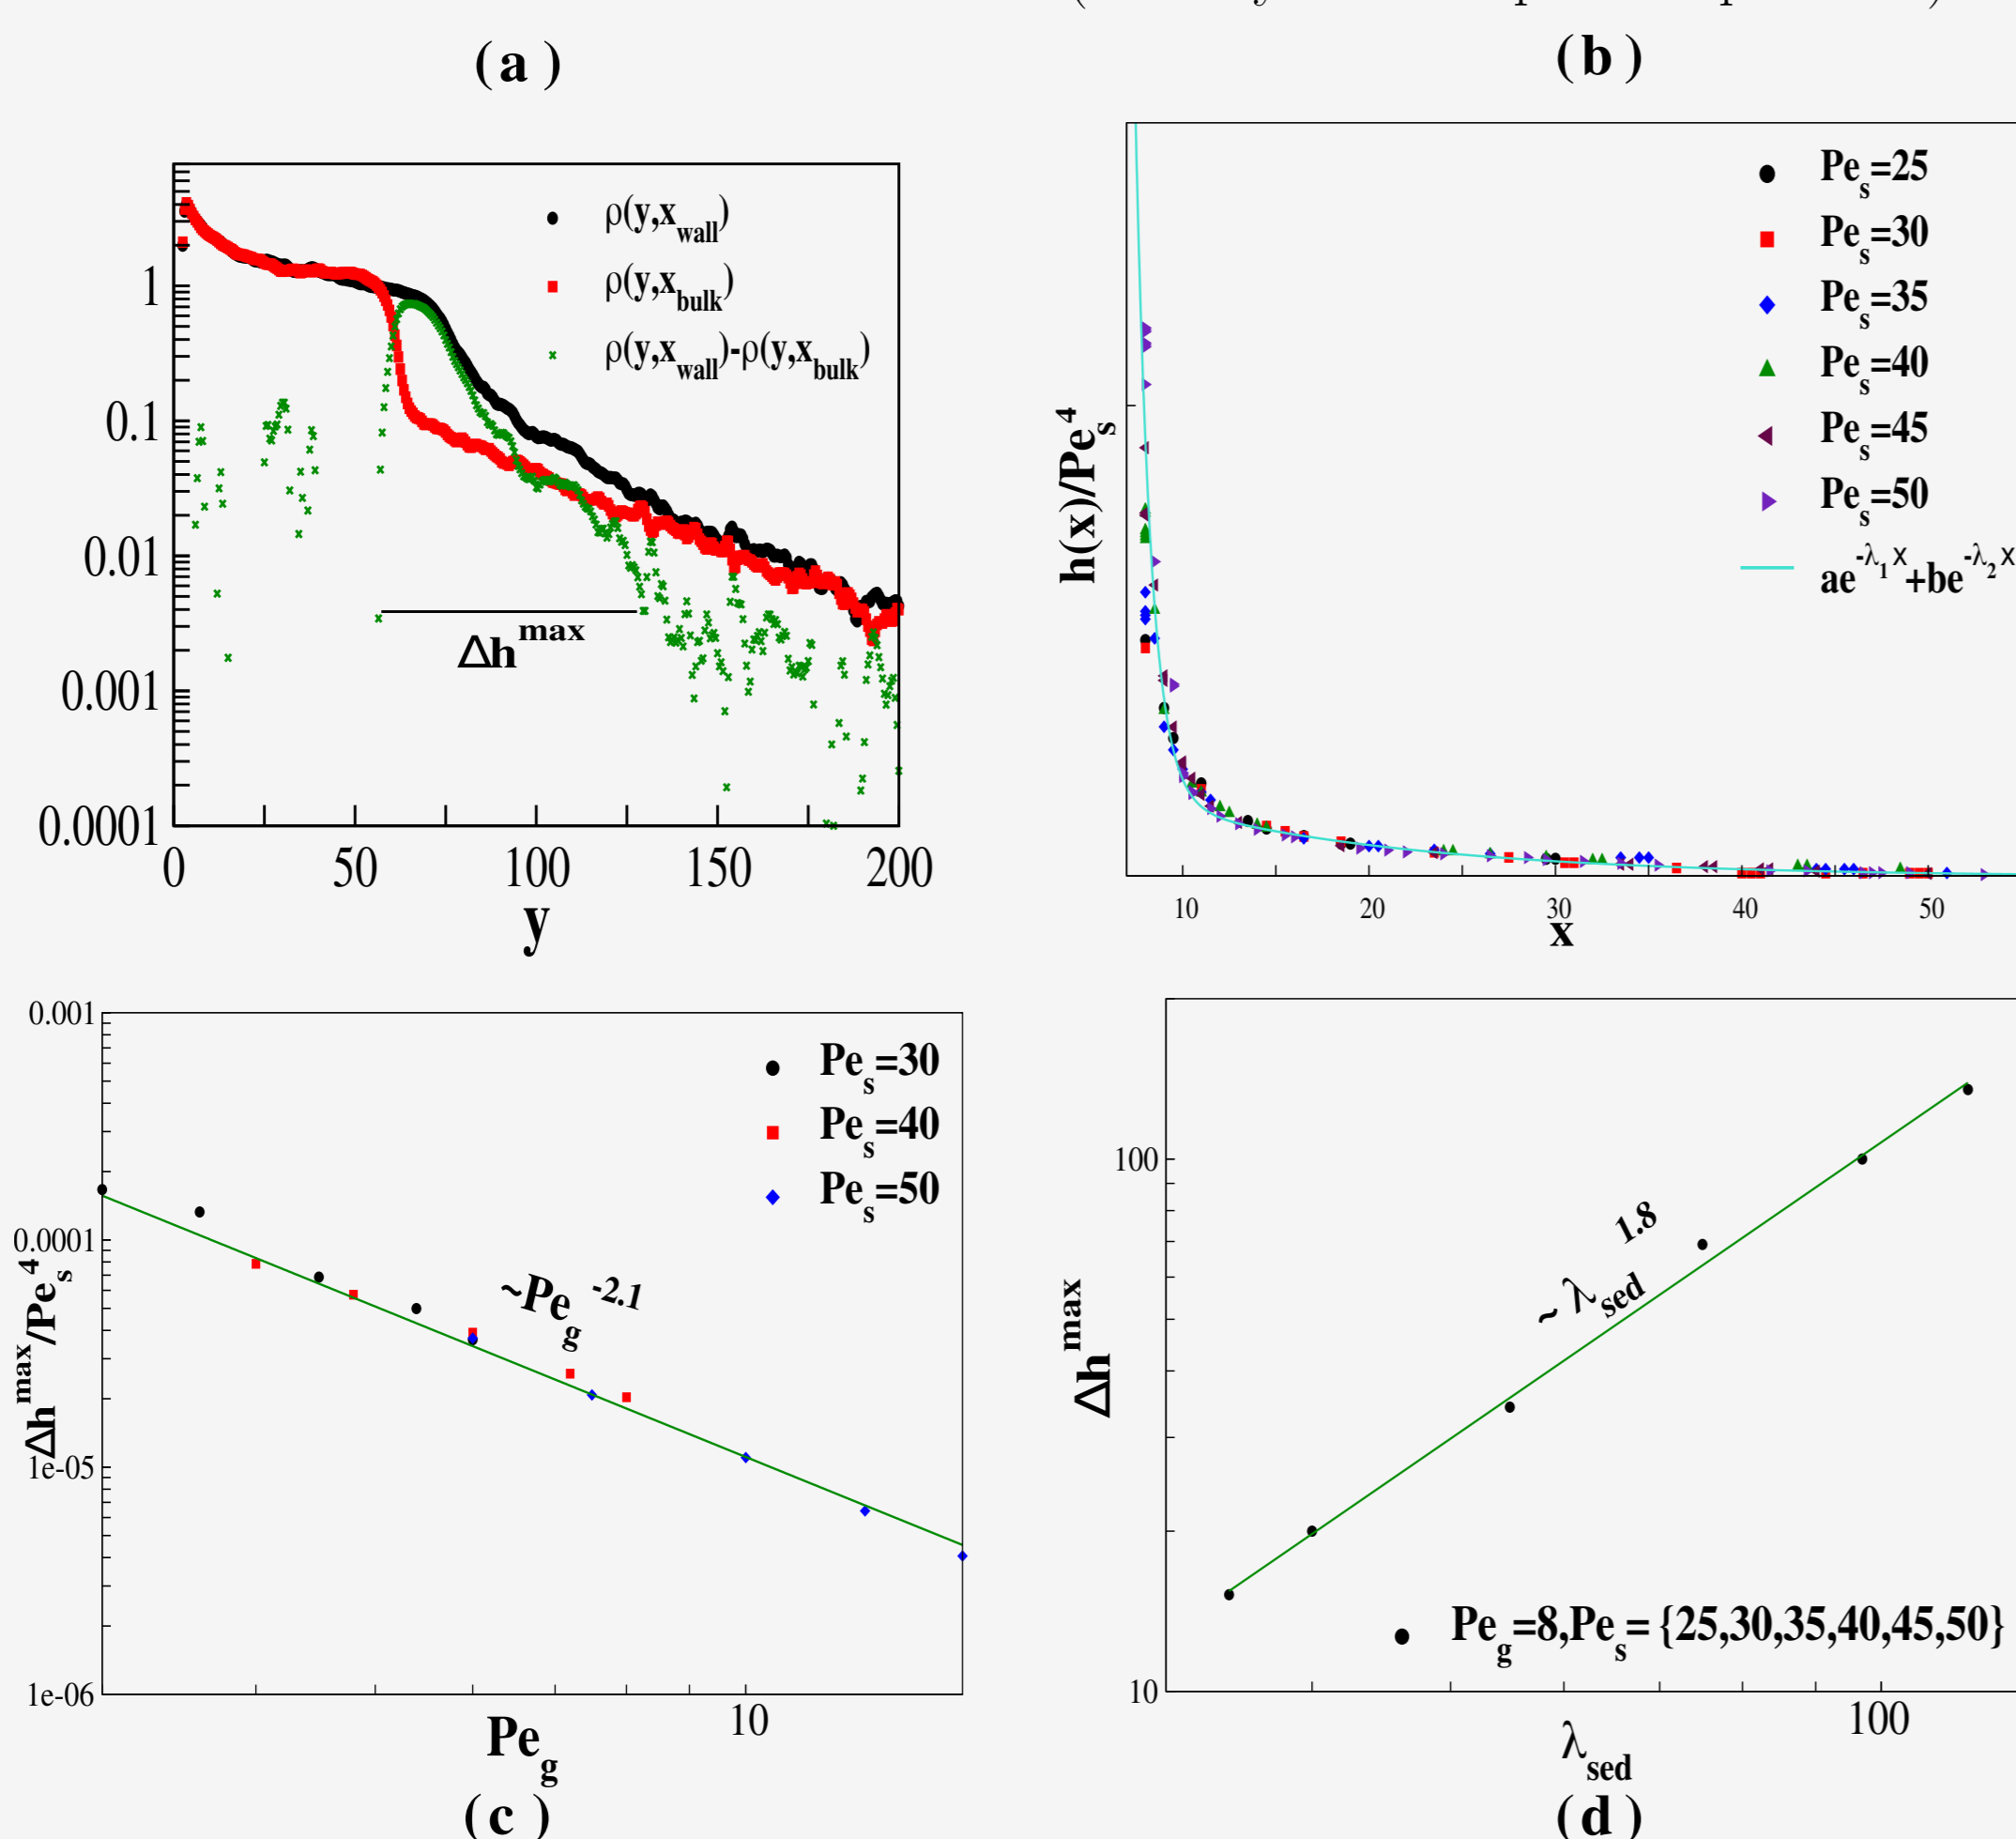 (a)
ρ(y,x_wall)
ρ(y,x_bulk)
ρ(y,x_wall)-ρ(y,x_bulk)
1
0.1
0.01
0.001
0.0001
Δh^max
0 50 100 150 200
y
(b)
h(x)/Pe_s^4
Pe_s=25
Pe_s=30
Pe_s=35
Pe_s=40
Pe_s=45
Pe_s=50
ae^-λ_1 x+be^-λ_2 x
10 20 30 40 50
x
0.001
0.0001
1e-05
1e-06
Δh^max/Pe_s^4
Pe_s=30
Pe_s=40
Pe_s=50
~Pe_g^-2.1
10
Pe_g
(c)
100
10
Δh^max
~ λ_sed^1.8
Pe_g=8,Pe_s={25,30,35,40,45,50}
100
λ_sed
(d)